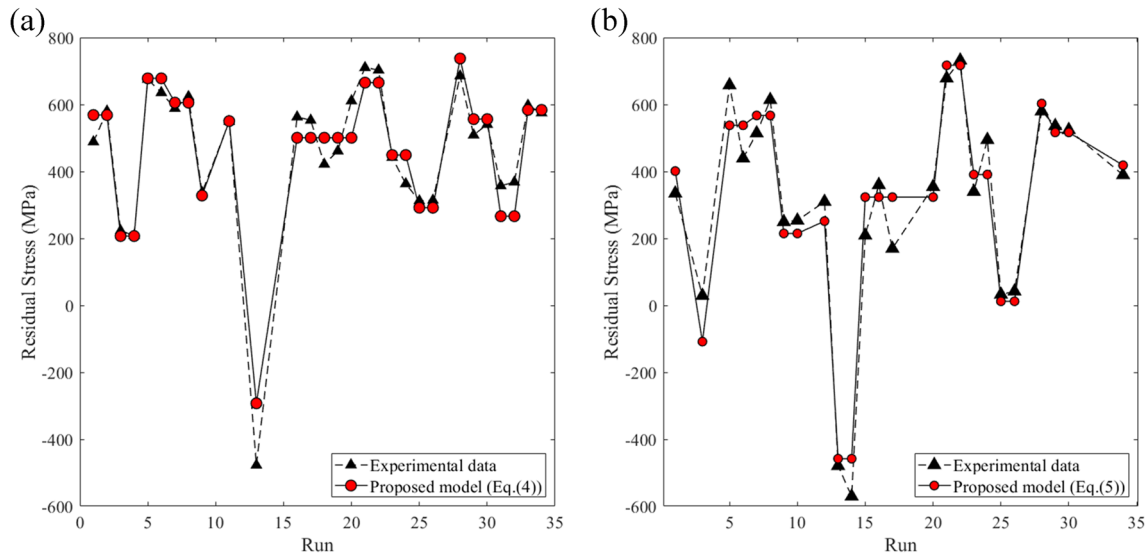 (a)
800
600
400
200
0
-200
-400
-600
0 5 10 15 20 25 30 35
Residual Stress (MPa)
Run
Experimental data
Proposed model (Eq.(4))
(b)
800
600
400
200
0
-200
-400
-600
5 10 15 20 25 30 35
Residual Stress (MPa)
Run
Experimental data
Proposed model (Eq.(5))